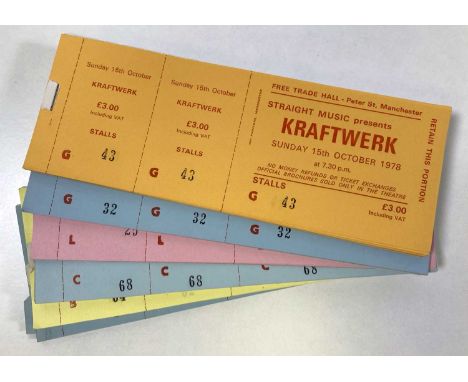 Sunday 15th October
KRAFTWERK
£3.00
Including VAT
STALLS
G 43
Sunday 15th October
KRAFTWERK
£3.00
Including VAT
STALLS
G 43
FREE TRADE HALL - Peter St, Manchester
STRAIGHT MUSIC presents
KRAFTWERK
SUNDAY 15th OCTOBER 1978
at 7.30 p.m.
NO MONEY REFUNDS OR TICKET EXCHANGES
OFFICIAL BROCHURES SOLD ONLY IN THE THEATRE
STALLS
£3.00
Including VAT
G 43
RETAIN THIS PORTION
G 32
G 32
G 32
L
L
C 68
C 68
C 68